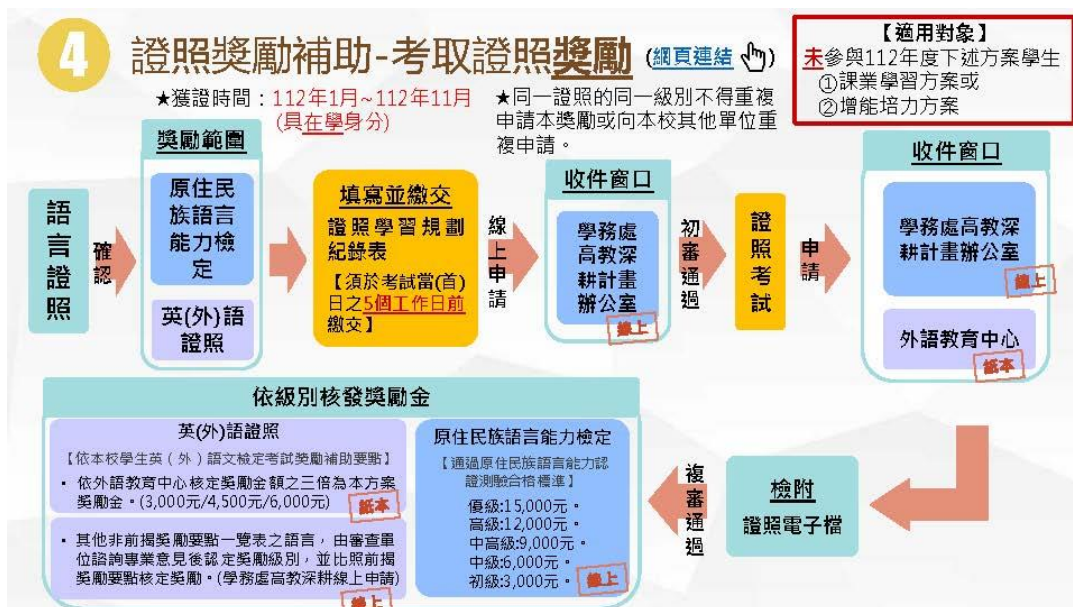 4
證照獎勵補助-考取證照獎勵 (網頁連結)
【適用對象】
未參與112年度下述方案學生
①課業學習方案或
②增能培力方案
★獲證時間：112年1月~112年11月
(具在學身分)
★同一證照的同一級別不得重複
申請本獎勵或向本校其他單位重
複申請。
語言證照
確認
獎勵範圍
原住民
族語言
能力檢
定
英(外)語
證照
填寫並繳交
證照學習規劃
紀錄表
【須於考試當(首)
日之5個工作日前
繳交】
線上申請
收件窗口
學務處
高教深
耕計畫
辦公室
線上
初審通過
證照考試
申請
收件窗口
學務處高教深
耕計畫辦公室
線上
外語教育中心
紙本
檢附
證照電子檔
複審通過
依級別核發獎勵金
英(外)語證照
【依本校學生英（外）語文檢定考試獎勵補助要點】
• 依外語教育中心核定獎勵金額之三倍為本方案
獎勵金。(3,000元/4,500元/6,000元)
紙本
• 其他非前揭獎勵要點一覽表之語言，由審查單
位諮詢專業意見後認定獎勵級別，並比照前揭
獎勵要點核定獎勵。(學務處高教深耕線上申請)
線上
原住民族語言能力檢定
【通過原住民族語言能力認
證測驗合格標準】
優級:15,000元。
高級:12,000元。
中高級:9,000元。
中級:6,000元。
初級:3,000元。
線上